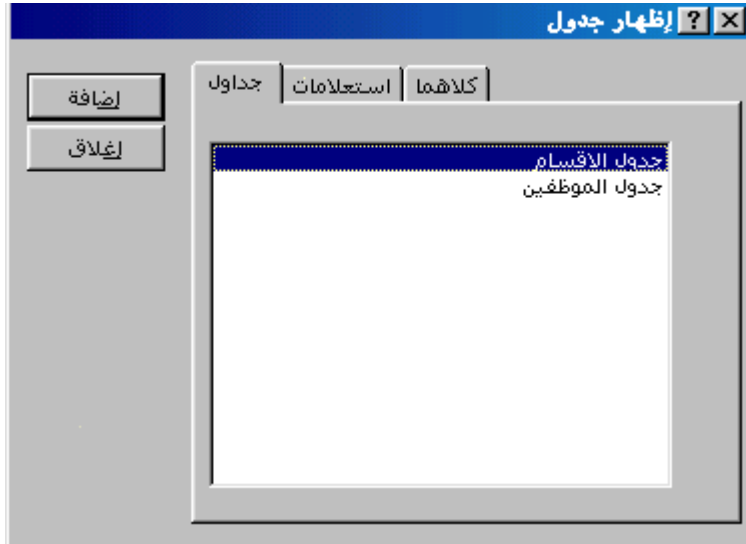 إظهار جدول
جداول
استعلامات
كلاهما
إضافة
إغلاق
جدول الاقسام
جدول الموظفين